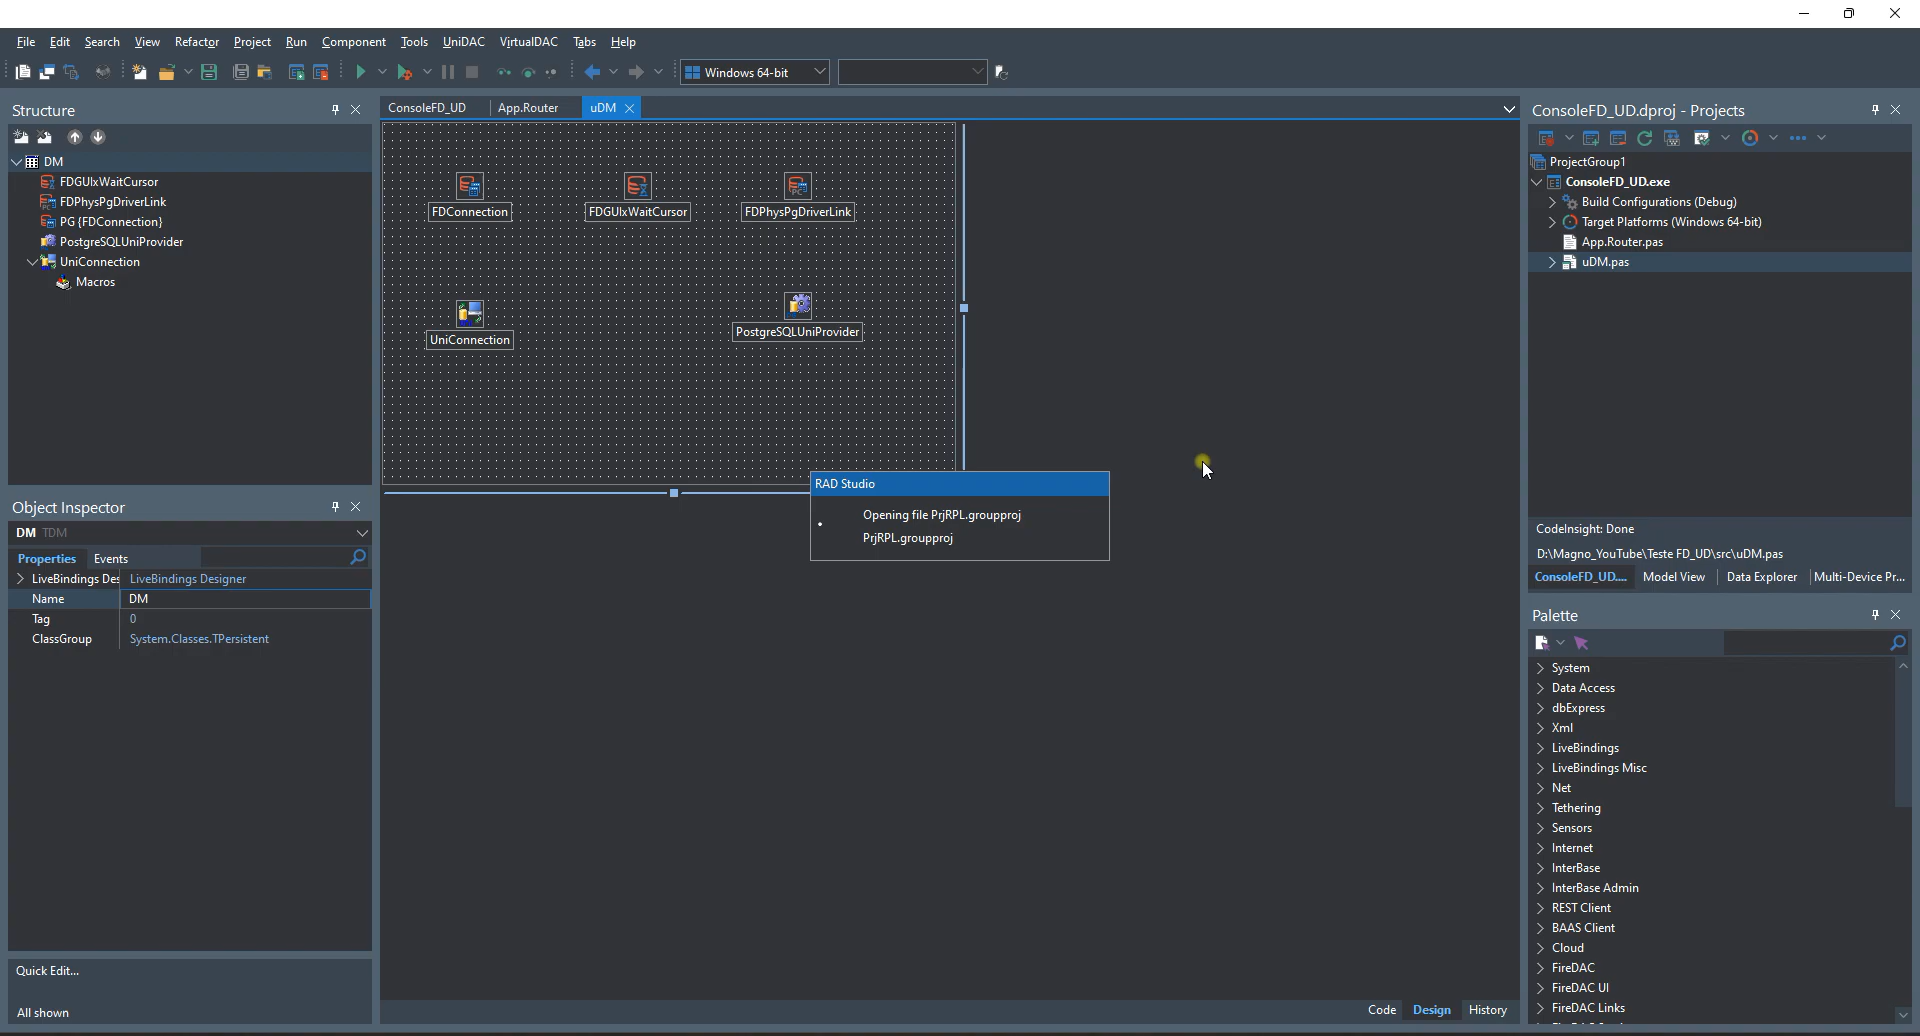 File Edit Search View Refactor Project Run Component Tools UniDAC VirtualDAC Tabs Help
Windows 64-bit
Structure
DM
FDGUIxWaitCursor
FDPhysPgDriverLink
PG {FDConnection}
PostgreSQLUniProvider
UniConnection
Macros
Object Inspector
DM TDM
Properties Events
LiveBindings Des LiveBindings Designer
Name DM
Tag 0
ClassGroup System.Classes.TPersistent
Quick Edit...
All shown
ConsoleFD_UD App.Router uDM
FDConnection FDGUIxWaitCursor FDPhysPgDriverLink
UniConnection PostgreSQLUniProvider
RAD Studio
Opening file PrjRPL.groupproj
PrjRPL.groupproj
Code Design History
ConsoleFD_UD.dproj - Projects
ProjectGroup1
ConsoleFD_UD.exe
Build Configurations (Debug)
Target Platforms (Windows 64-bit)
App.Router.pas
uDM.pas
CodeInsight: Done
D:\Magno_YouTube\Teste FD_UD\src\uDM.pas
ConsoleFD_UD.... Model View Data Explorer Multi-Device Pr...
Palette
System
Data Access
dbExpress
Xml
LiveBindings
LiveBindings Misc
Net
Tethering
Sensors
Internet
InterBase
InterBase Admin
REST Client
BAAS Client
Cloud
FireDAC
FireDAC UI
FireDAC Links